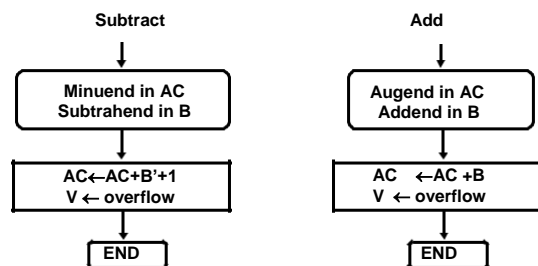 Subtract
Minuend in AC
Subtrahend in B
AC←AC+B’+1
V ← overflow
END
Add
Augend in AC
Addend in B
AC ←AC +B
V ← overflow
END